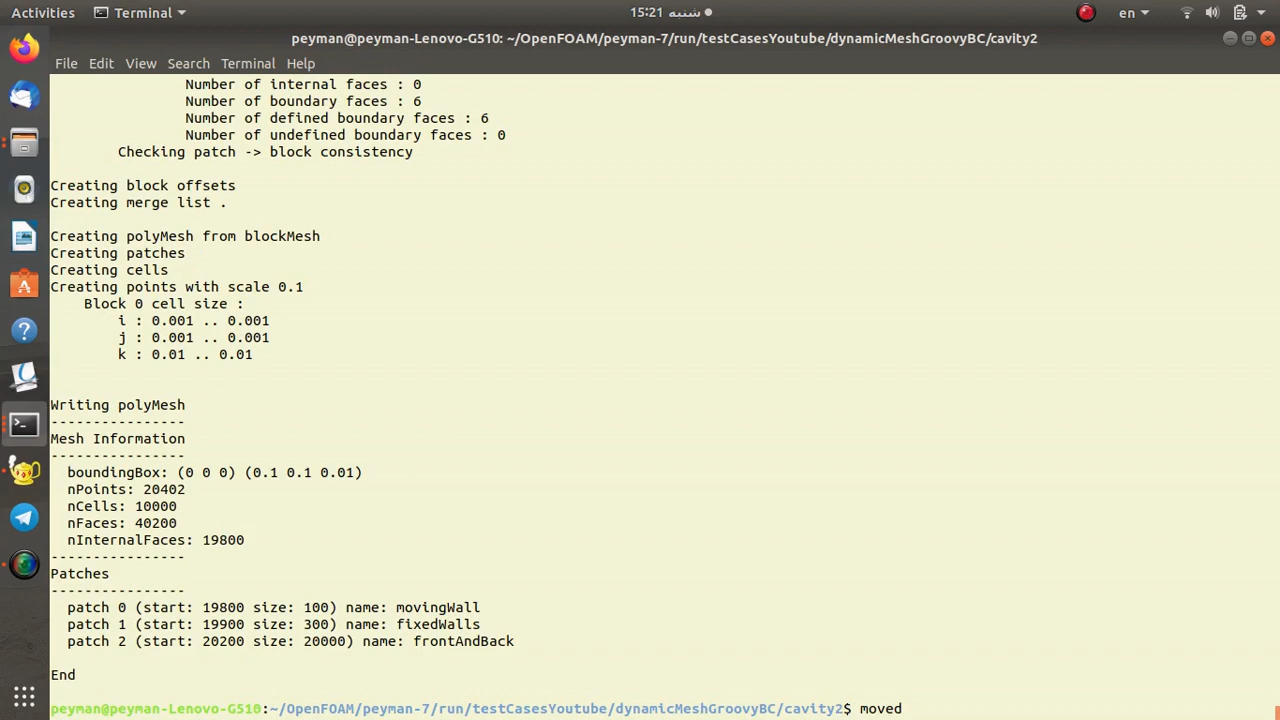 Activities
Terminal
شنبه 15:21
en
peyman@peyman-Lenovo-G510: ~/OpenFOAM/peyman-7/run/testCasesYoutube/dynamicMeshGroovyBC/cavity2
File Edit View Search Terminal Help
Number of internal faces : 0
Number of boundary faces : 6
Number of defined boundary faces : 6
Number of undefined boundary faces : 0
Checking patch -> block consistency
Creating block offsets
Creating merge list .
Creating polyMesh from blockMesh
Creating patches
Creating cells
Creating points with scale 0.1
Block 0 cell size :
i : 0.001 .. 0.001
j : 0.001 .. 0.001
k : 0.01 .. 0.01
Writing polyMesh
----------------
Mesh Information
----------------
boundingBox: (0 0 0) (0.1 0.1 0.01)
nPoints: 20402
nCells: 10000
nFaces: 40200
nInternalFaces: 19800
----------------
Patches
----------------
patch 0 (start: 19800 size: 100) name: movingWall
patch 1 (start: 19900 size: 300) name: fixedWalls
patch 2 (start: 20200 size: 20000) name: frontAndBack
End
peyman@peyman-Lenovo-G510:~/OpenFOAM/peyman-7/run/testCasesYoutube/dynamicMeshGroovyBC/cavity2$ moved